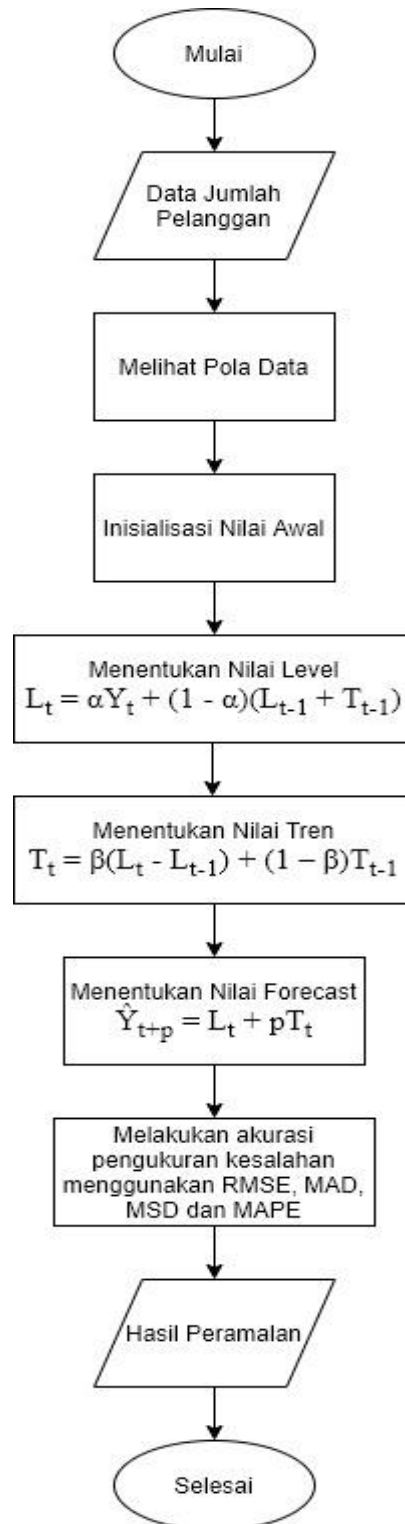 Mulai
Data Jumlah
Pelanggan
Melihat Pola Data
Inisialisasi Nilai Awal
Menentukan Nilai Level
Lₜ = αYₜ + (1 - α)(Lₜ₋₁ + Tₜ₋₁)
Menentukan Nilai Tren
Tₜ = β(Lₜ - Lₜ₋₁) + (1 – β)Tₜ₋₁
Menentukan Nilai Forecast
Ŷₜ₊ₚ = Lₜ + pTₜ
Melakukan akurasi
pengukuran kesalahan
menggunakan RMSE, MAD,
MSD dan MAPE
Hasil Peramalan
Selesai